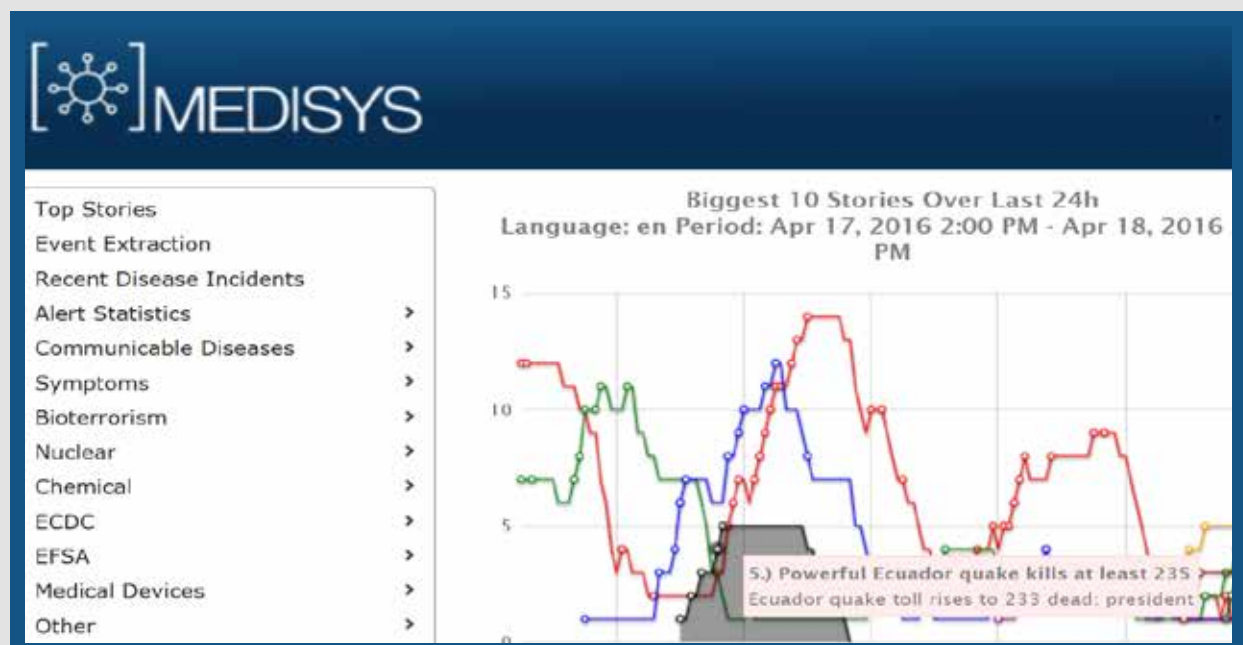 MEDISYS
Top Stories
Event Extraction
Recent Disease Incidents
Alert Statistics
Communicable Diseases
Symptoms
Bioterrorism
Nuclear
Chemical
ECDC
EFSA
Medical Devices
Other
Biggest 10 Stories Over Last 24h
Language: en Period: Apr 17, 2016 2:00 PM - Apr 18, 2016
PM
15
10
5
0
5.) Powerful Ecuador quake kills at least 235
Ecuador quake toll rises to 233 dead: president